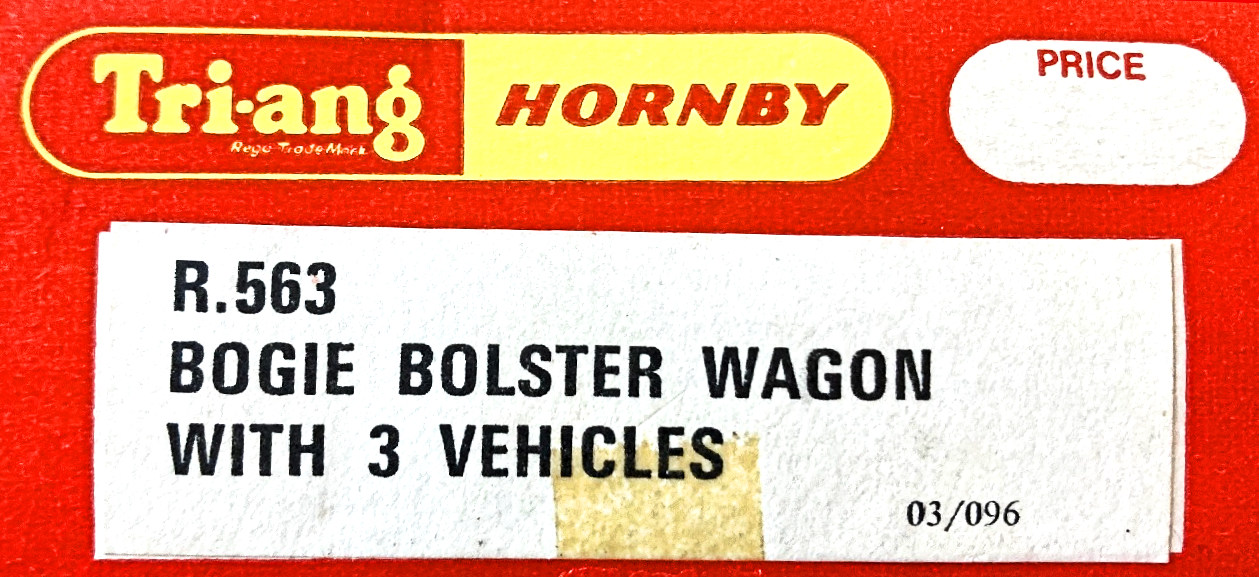 Tri-ang HORNBY
Regd Trade Mark
PRICE
R.563
BOGIE BOLSTER WAGON
WITH 3 VEHICLES
03/096